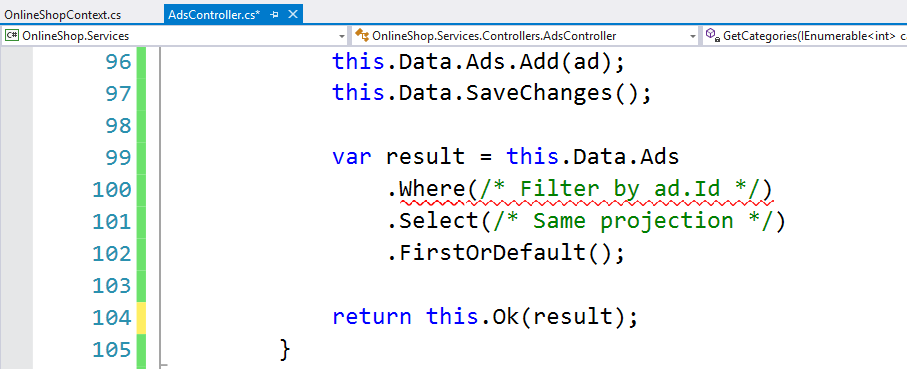 OnlineShopContext.cs AdsController.cs*
C# OnlineShop.Services OnlineShop.Services.Controllers.AdsController GetCategories(IEnumerable<int> c
96 this.Data.Ads.Add(ad);
97 this.Data.SaveChanges();
98
99 var result = this.Data.Ads
100 .Where(/* Filter by ad.Id */)
101 .Select(/* Same projection */)
102 .FirstOrDefault();
103
104 return this.Ok(result);
105 }